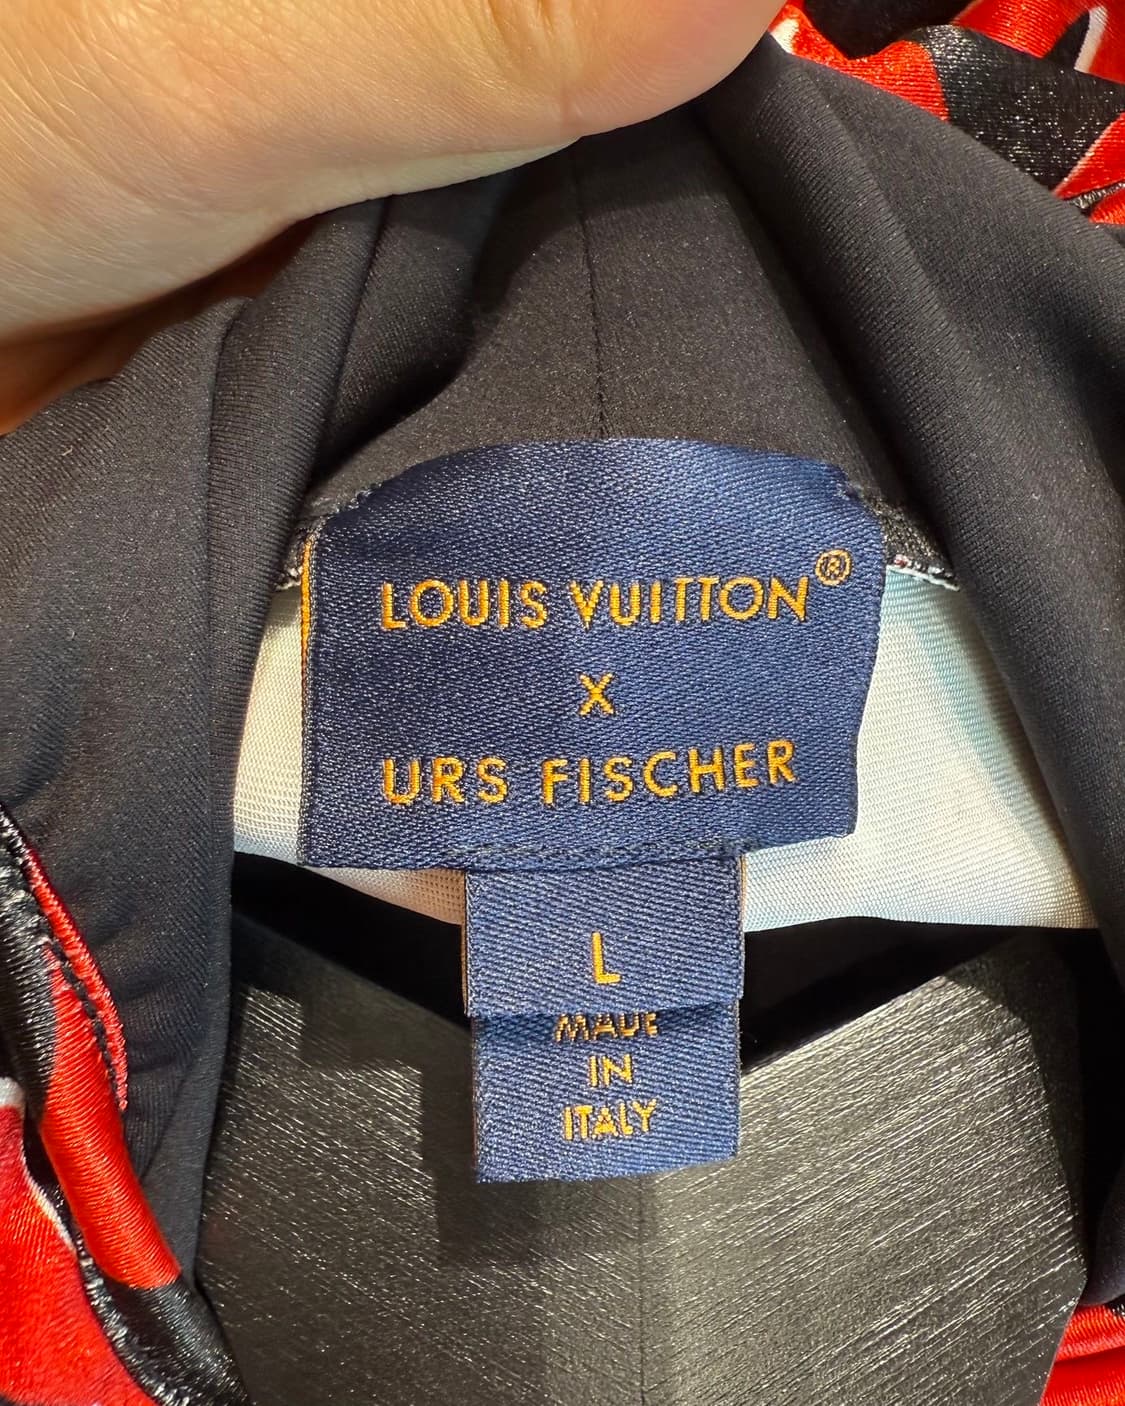 LOUIS VUITTON®
X
URS FISCHER
L
MADE
IN
ITALY